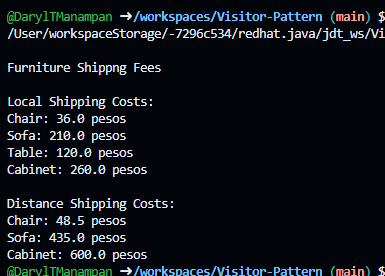 @DarylTManampan ➜/workspaces/Visitor-Pattern (main) $
/User/workspaceStorage/-7296c534/redhat.java/jdt_ws/Vi
Furniture Shippng Fees
Local Shipping Costs:
Chair: 36.0 pesos
Sofa: 210.0 pesos
Table: 120.0 pesos
Cabinet: 260.0 pesos
Distance Shipping Costs:
Chair: 48.5 pesos
Sofa: 435.0 pesos
Cabinet: 600.0 pesos
@DarylTManampan ➜/workspaces/Visitor-Pattern (main) $